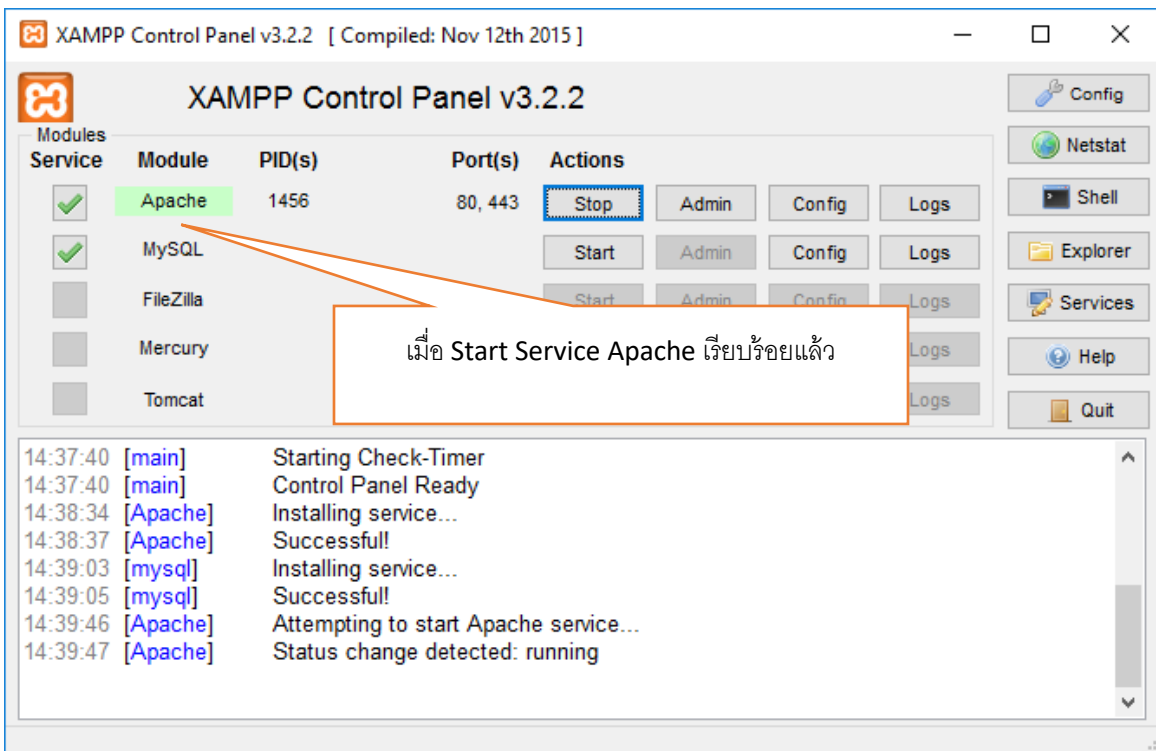 XAMPP Control Panel v3.2.2 [ Compiled: Nov 12th 2015 ]
XAMPP Control Panel v3.2.2
Config
Modules
Service Module PID(s) Port(s) Actions
Netstat
Apache 1456 80, 443 Stop Admin Config Logs
Shell
MySQL Start Admin Config Logs
Explorer
FileZilla Start Admin Config Logs
Services
เมื่อ Start Service Apache เรียบร้อยแล้ว
Mercury Logs
Help
Tomcat Logs
Quit
14:37:40 [main] Starting Check-Timer
14:37:40 [main] Control Panel Ready
14:38:34 [Apache] Installing service...
14:38:37 [Apache] Successful!
14:39:03 [mysql] Installing service...
14:39:05 [mysql] Successful!
14:39:46 [Apache] Attempting to start Apache service...
14:39:47 [Apache] Status change detected: running